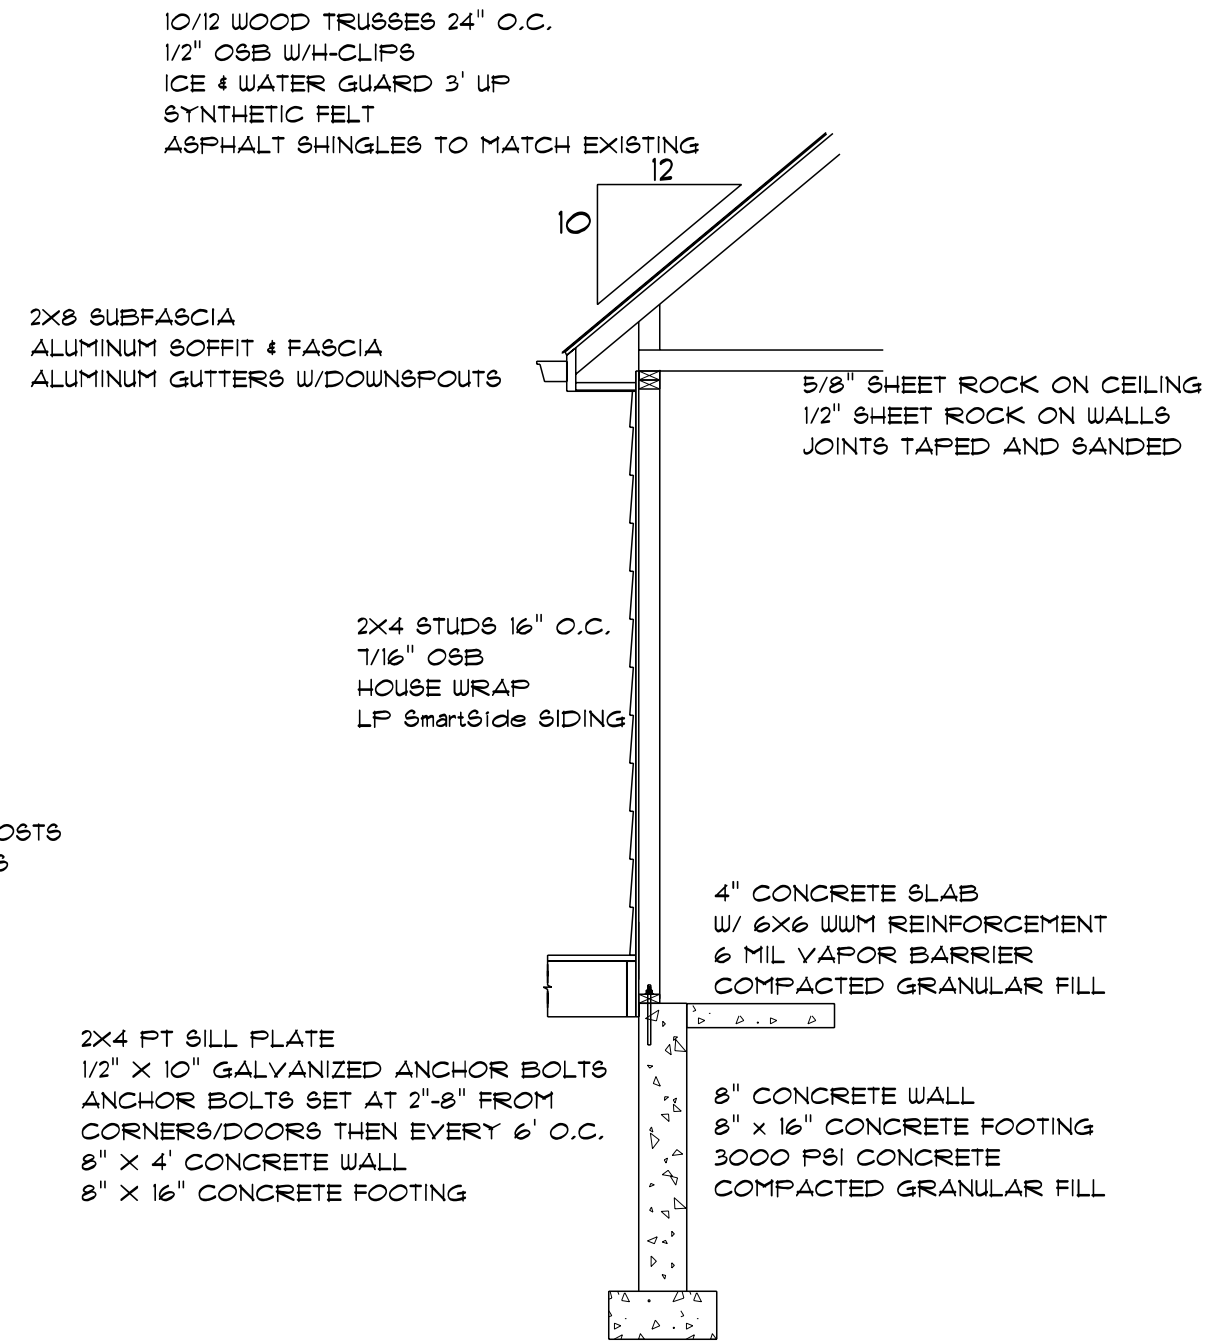 10/12 WOOD TRUSSES 24" O.C.
1/2" OSB W/H-CLIPS
ICE & WATER GUARD 3' UP
SYNTHETIC FELT
ASPHALT SHINGLES TO MATCH EXISTING
12
10
2X8 SUBFASCIA
ALUMINUM SOFFIT & FASCIA
ALUMINUM GUTTERS W/DOWNSPOUTS
5/8" SHEET ROCK ON CEILING
1/2" SHEET ROCK ON WALLS
JOINTS TAPED AND SANDED
2X4 STUDS 16" O.C.
7/16" OSB
HOUSE WRAP
LP SmartSide SIDING
OSTS
S
4" CONCRETE SLAB
W/ 6X6 WWM REINFORCEMENT
6 MIL VAPOR BARRIER
COMPACTED GRANULAR FILL
2X4 PT SILL PLATE
1/2" X 10" GALVANIZED ANCHOR BOLTS
ANCHOR BOLTS SET AT 2"-8" FROM
CORNERS/DOORS THEN EVERY 6' O.C.
8" X 4' CONCRETE WALL
8" X 16" CONCRETE FOOTING
8" CONCRETE WALL
8" x 16" CONCRETE FOOTING
3000 PSI CONCRETE
COMPACTED GRANULAR FILL